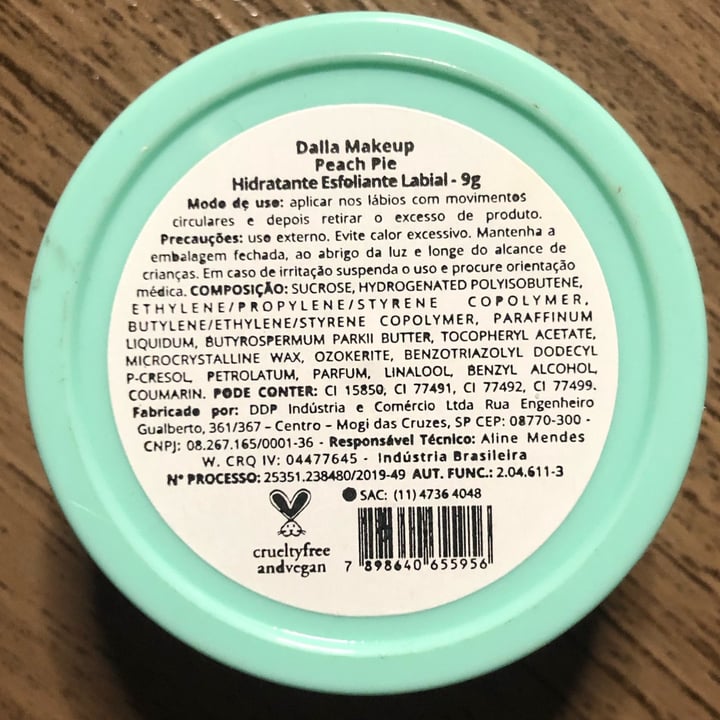 Dalla Makeup
Peach Pie
Hidratante Esfoliante Labial - 9g
Modo de uso: aplicar nos lábios com movimentos
circulares e depois retirar o excesso de produto.
Precauções: uso externo. Evite calor excessivo. Mantenha a
embalagem fechada, ao abrigo da luz e longe do alcance de
crianças. Em caso de irritação suspenda o uso e procure orientação
médica. COMPOSIÇÃO: SUCROSE, HYDROGENATED POLYISOBUTENE,
ETHYLENE/PROPYLENE/STYRENE COPOLYMER,
BUTYLENE/ETHYLENE/STYRENE COPOLYMER, PARAFFINUM
LIQUIDUM, BUTYROSPERMUM PARKII BUTTER, TOCOPHERYL ACETATE,
MICROCRYSTALLINE WAX, OZOKERITE, BENZOTRIAZOLYL DODECYL
P-CRESOL, PETROLATUM, PARFUM, LINALOOL, BENZYL ALCOHOL,
COUMARIN. PODE CONTER: CI 15850, CI 77491, CI 77492, CI 77499.
Fabricado por: DDP Indústria e Comércio Ltda Rua Engenheiro
Gualberto, 361/367 - Centro - Mogi das Cruzes, SP CEP: 08770-300 -
CNPJ: 08.267.165/0001-36 - Responsável Técnico: Aline Mendes
W. CRQ IV: 04477645 - Indústria Brasileira
Nº PROCESSO: 25351.238480/2019-49 AUT. FUNC.: 2.04.611-3
SAC: (11) 4736 4048
crueltyfree
andvegan
7 898640 655956